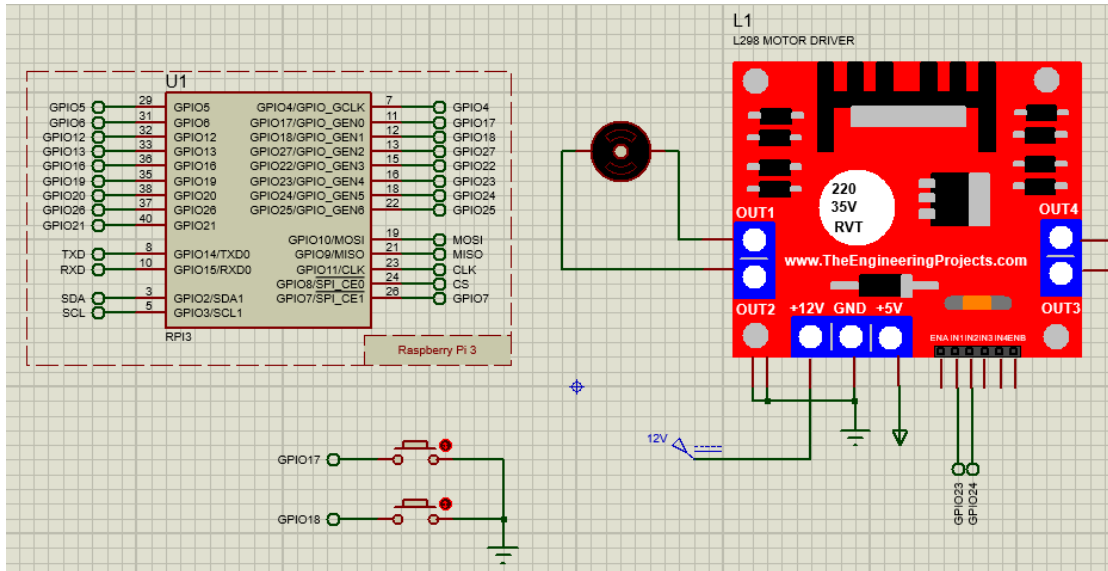 L1
L298 MOTOR DRIVER
U1
GPIO5 29 GPIO5 GPIO4/GPIO_GCLK 7 GPIO4
GPIO6 31 GPIO6 GPIO17/GPIO_GEN0 11 GPIO17
GPIO12 32 GPIO12 GPIO18/GPIO_GEN1 12 GPIO18
GPIO13 33 GPIO13 GPIO27/GPIO_GEN2 13 GPIO27
GPIO16 36 GPIO16 GPIO22/GPIO_GEN3 15 GPIO22
GPIO19 35 GPIO19 GPIO23/GPIO_GEN4 16 GPIO23
GPIO20 38 GPIO20 GPIO24/GPIO_GEN5 18 GPIO24
GPIO26 37 GPIO26 GPIO25/GPIO_GEN6 22 GPIO25
GPIO21 40 GPIO21
GPIO10/MOSI 19 MOSI
TXD 8 GPIO14/TXD0 GPIO9/MISO 21 MISO
RXD 10 GPIO15/RXD0 GPIO11/CLK 23 CLK
GPIO8/SPI_CE0 24 CS
SDA 3 GPIO2/SDA1 GPIO7/SPI_CE1 26 GPIO7
SCL 5 GPIO3/SCL1
RPI3
Raspberry Pi 3
220
35V
RVT
OUT1
OUT4
www.TheEngineeringProjects.com
OUT2
+12V GND +5V
OUT3
ENA IN1 IN2 IN3 IN4 ENB
12V
GPIO17
GPIO18
GPIO23
GPIO24